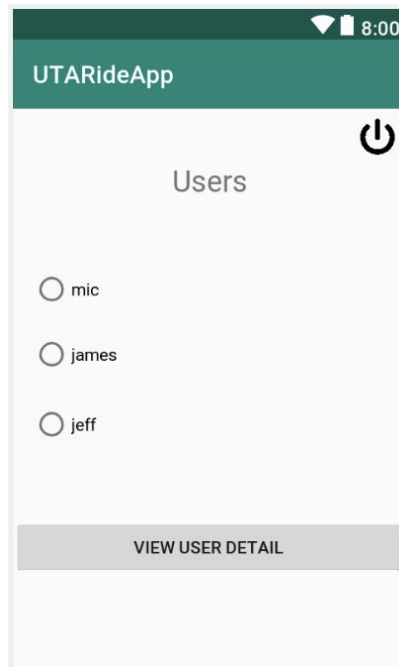 8:00
UTARideApp
Users
mic
james
jeff
VIEW USER DETAIL